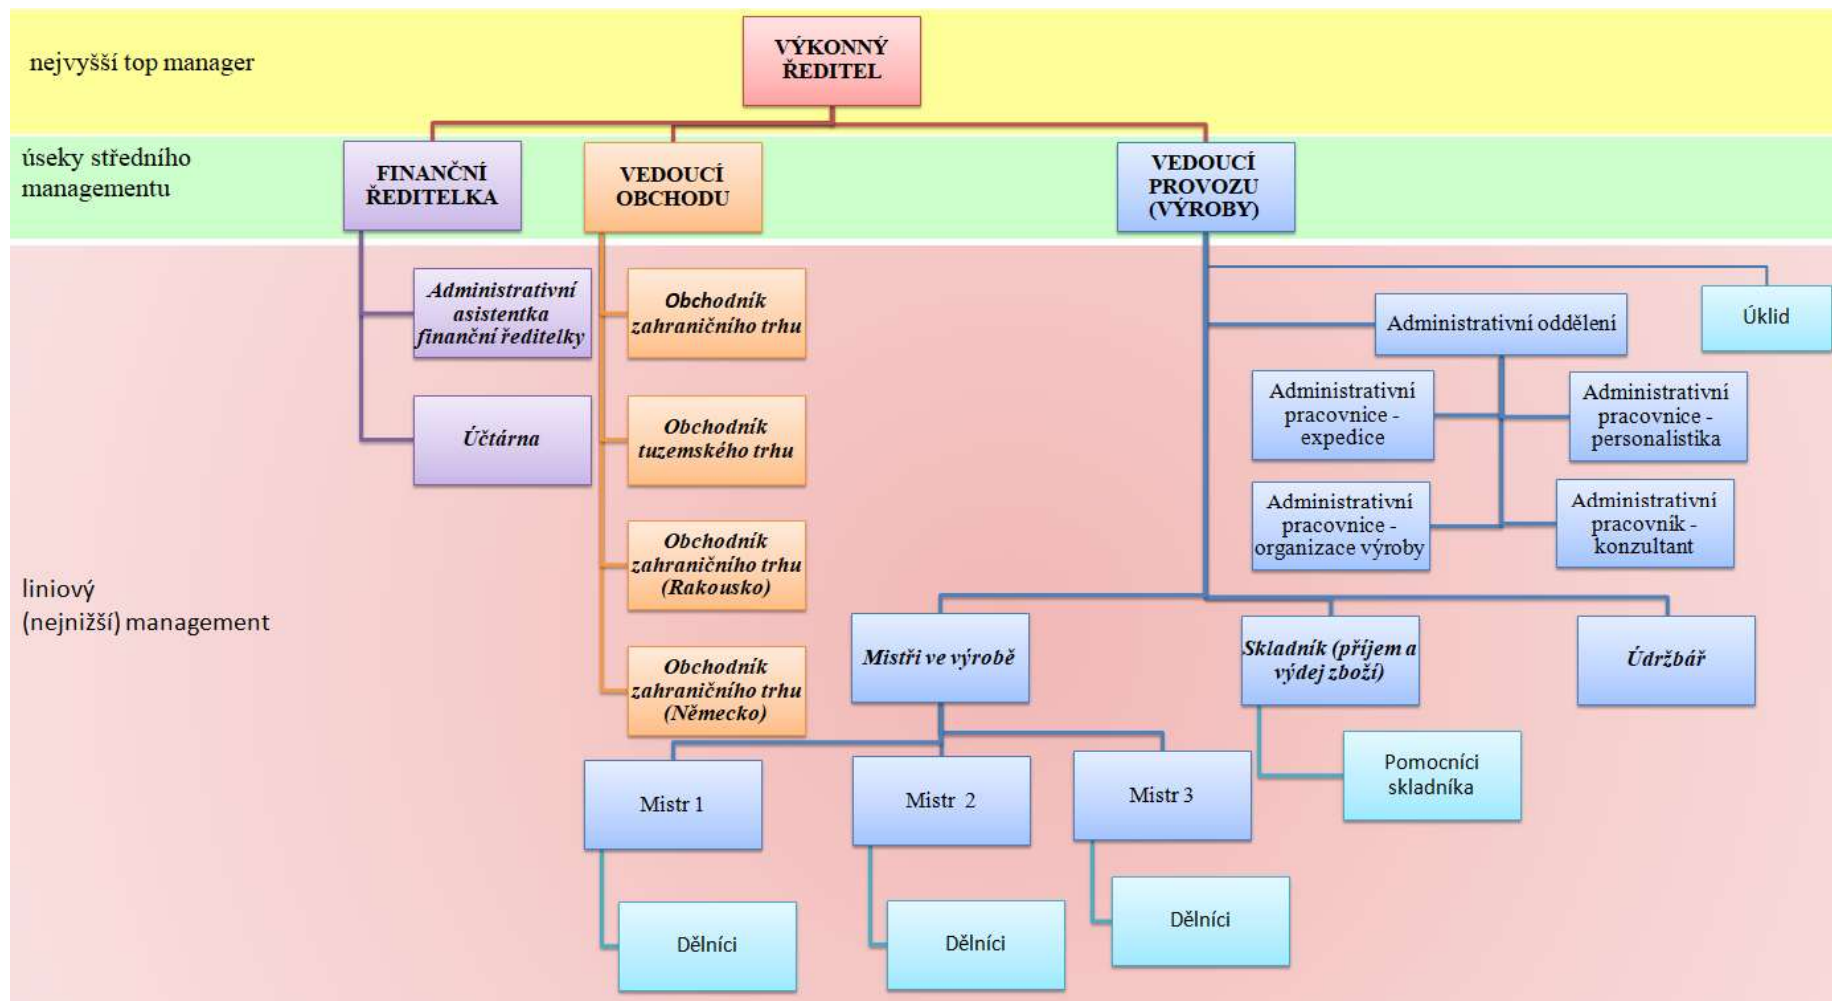 nejvyšší top manager
VÝKONNÝ
ŘEDITEL
úseky středního
managementu
FINANČNÍ
ŘEDITELKA
VEDOUCÍ
OBCHODU
VEDOUCÍ
PROVOZU
(VÝROBY)
liniový
(nejnižší) management
Administrativní
asistentka
finanční ředitelky
Účtárna
Obchodník
zahraničního trhu
Obchodník
tuzemského trhu
Obchodník
zahraničního trhu
(Rakousko)
Obchodník
zahraničního trhu
(Německo)
Úklid
Administrativní oddělení
Administrativní
pracovnice -
expedice
Administrativní
pracovnice -
personalistika
Administrativní
pracovnice -
organizace výroby
Administrativní
pracovník -
konzultant
Mistři ve výrobě
Skladník (příjem a
výdej zboží)
Údržbář
Mistr 1
Mistr 2
Mistr 3
Pomocníci
skladníka
Dělníci
Dělníci
Dělníci